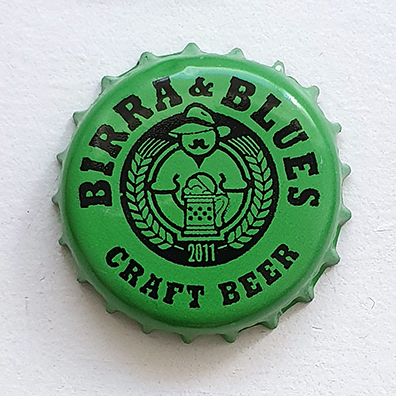 BIRRA & BLUES
2011
CRAFT BEER